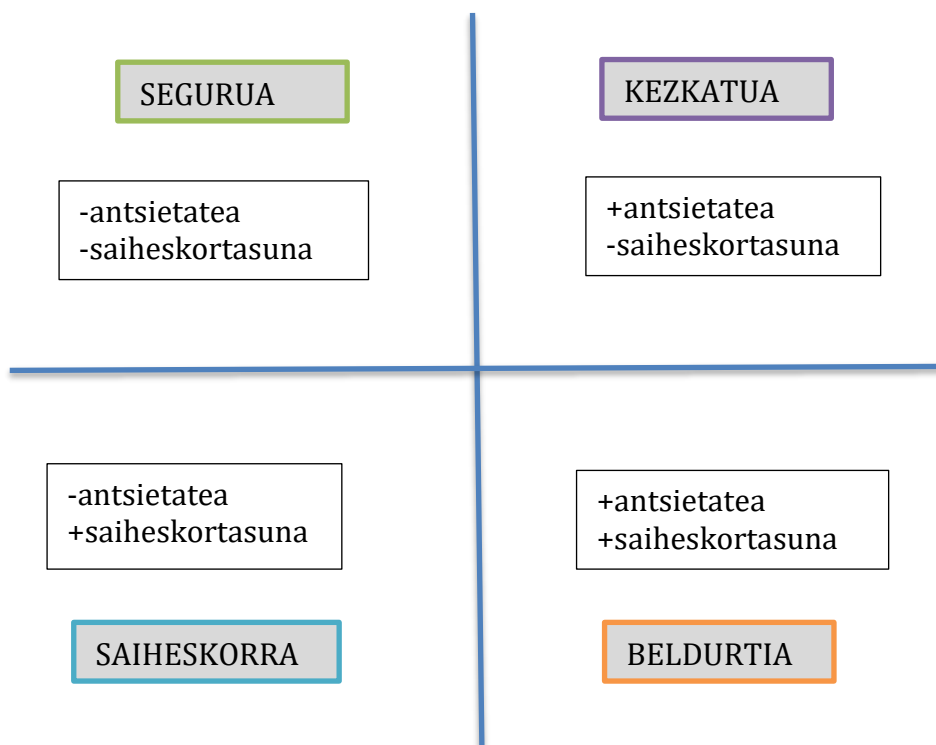 SEGURUA
KEZKATUA
-antsietatea
-saiheskortasuna
+antsietatea
-saiheskortasuna
-antsietatea
+saiheskortasuna
+antsietatea
+saiheskortasuna
SAIHESKORRA
BELDURTIA